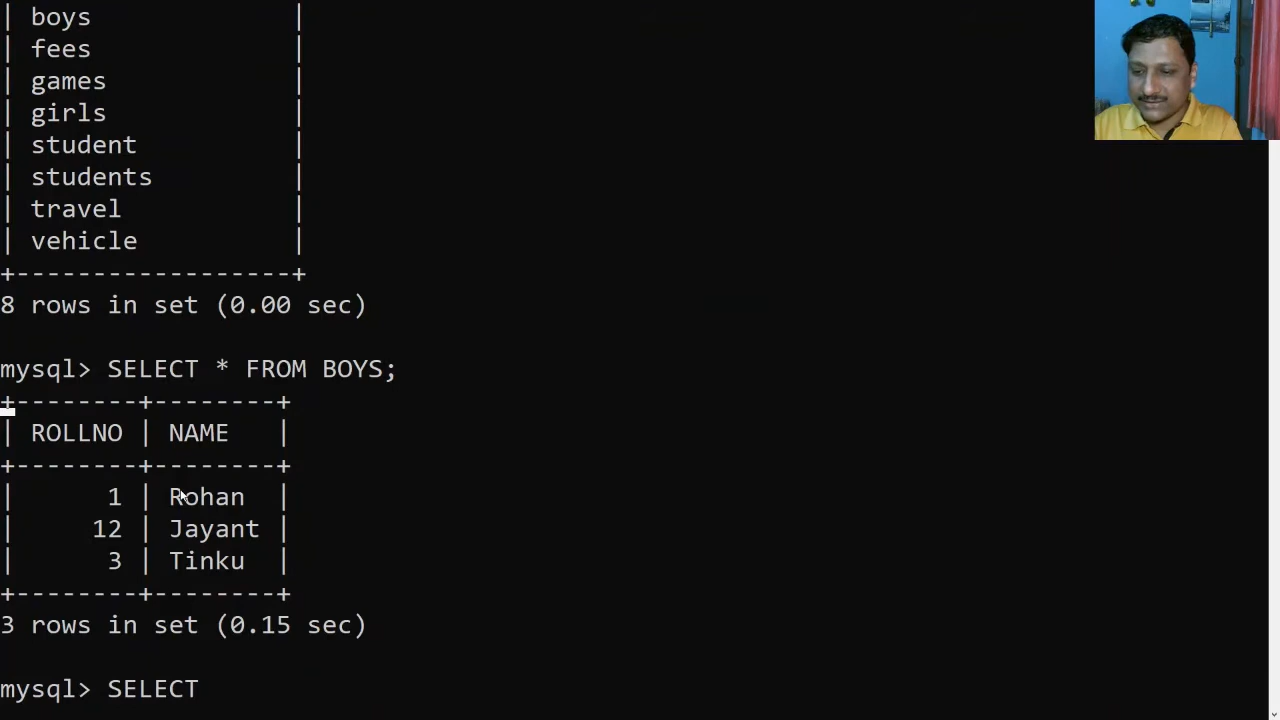 | boys |
| fees |
| games |
| girls |
| student |
| students |
| travel |
| vehicle |
+------------------+
8 rows in set (0.00 sec)
mysql> SELECT * FROM BOYS;
+--------+--------+
| ROLLNO | NAME   |
+--------+--------+
|      1 | Rohan  |
|     12 | Jayant |
|      3 | Tinku  |
+--------+--------+
3 rows in set (0.15 sec)
mysql> SELECT